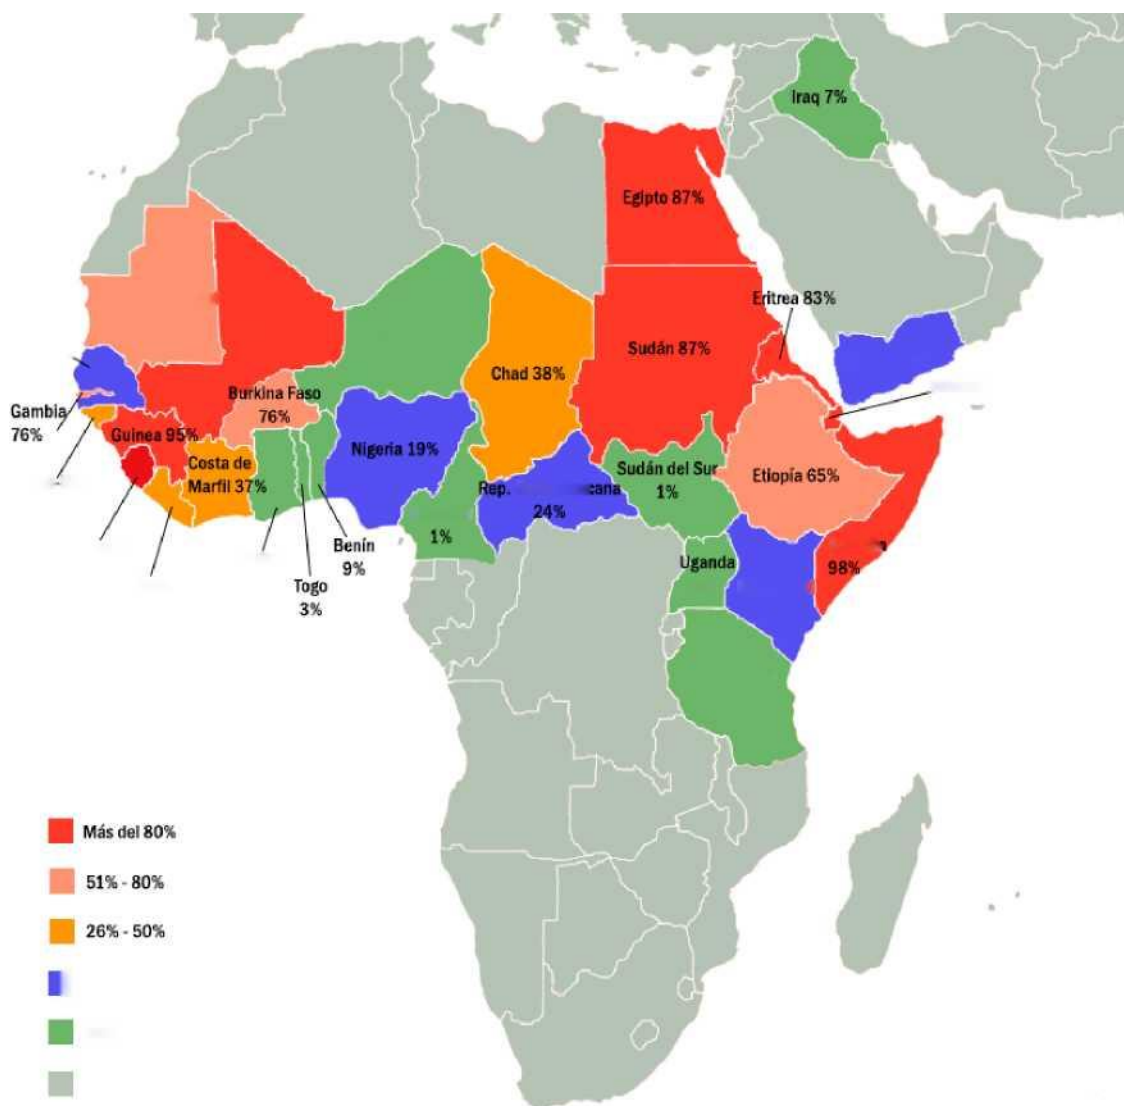 Iraq 7%
Egipto 87%
Eritrea 83%
Sudán 87%
Chad 38%
Burkina Faso
76%
Gambia
76%
Guinea 95%
Costa de
Marfil 37%
Nigeria 19%
Sudán del Sur
1%
Etiopía 65%
Rep.
24%
1%
Benín
9%
Togo
3%
Uganda
98%
Más del 80%
51% - 80%
26% - 50%